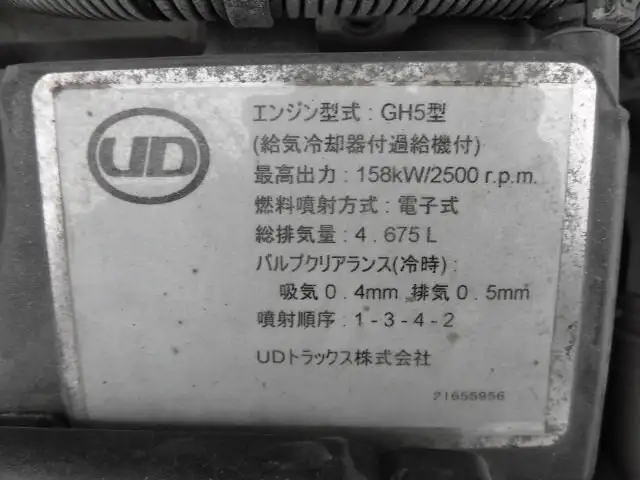 UD
エンジン型式：GH5型
(給気冷却器付過給機付)
最高出力：158kW/2500 r.p.m.
燃料噴射方式：電子式
総排気量：4．675 L
バルブクリアランス(冷時)：
吸気 0．4mm 排気 0．5mm
噴射順序：1 - 3 - 4 - 2
UDトラックス株式会社
21655956